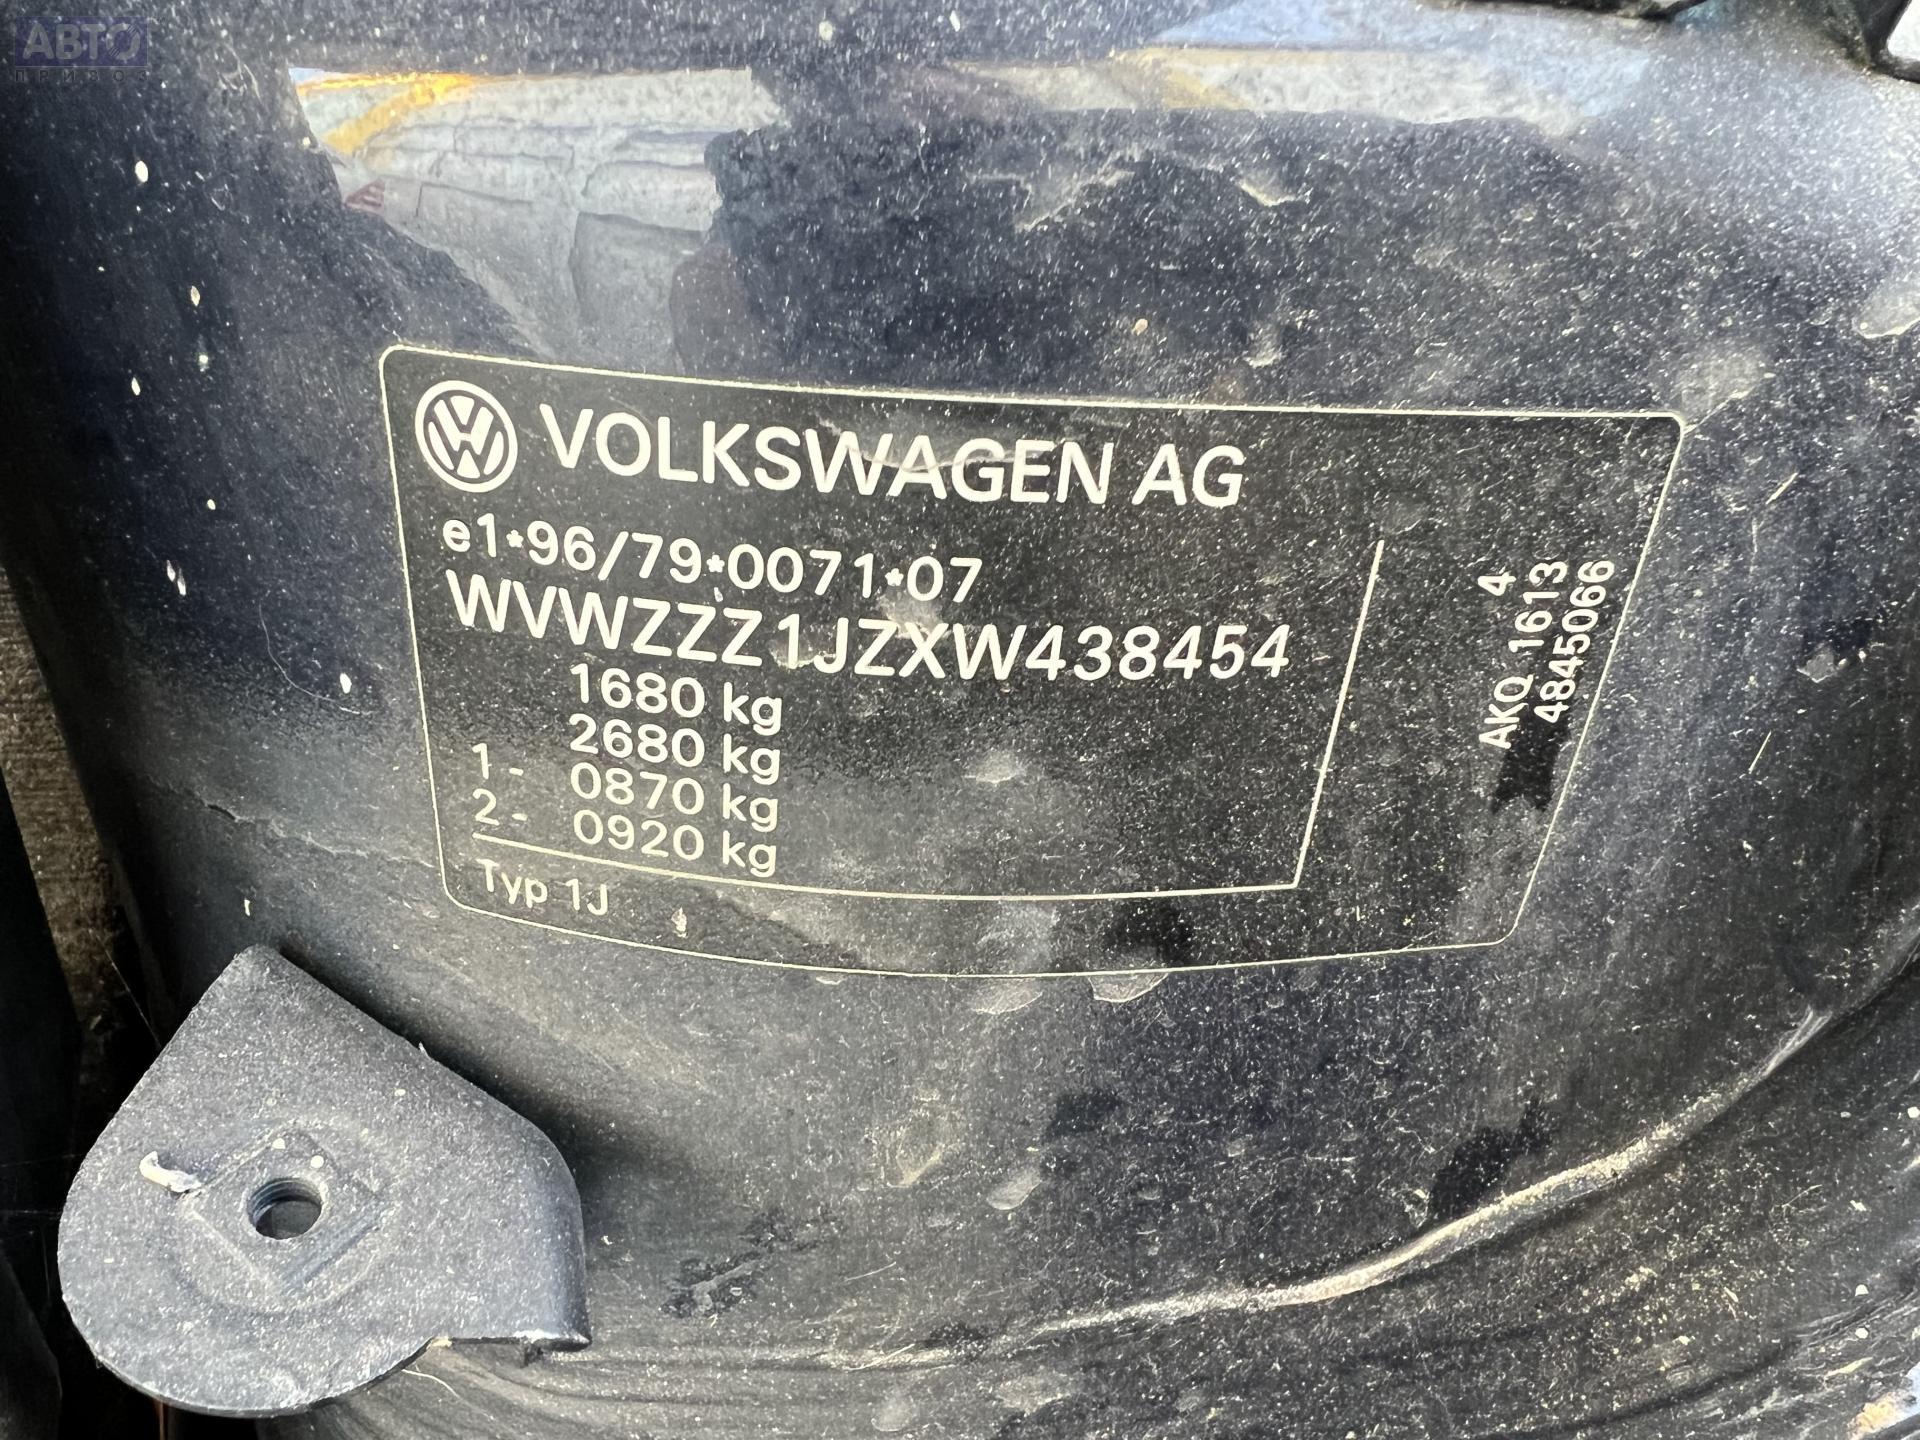 АВТО
ПРИВОЗ
VOLKSWAGEN AG
e1*96/79*0071*07
WVWZZZ1JZXW438454
1680 kg
2680 kg
1- 0870 kg
2- 0920 kg
Typ 1J
4
AKQ 1613
4845066